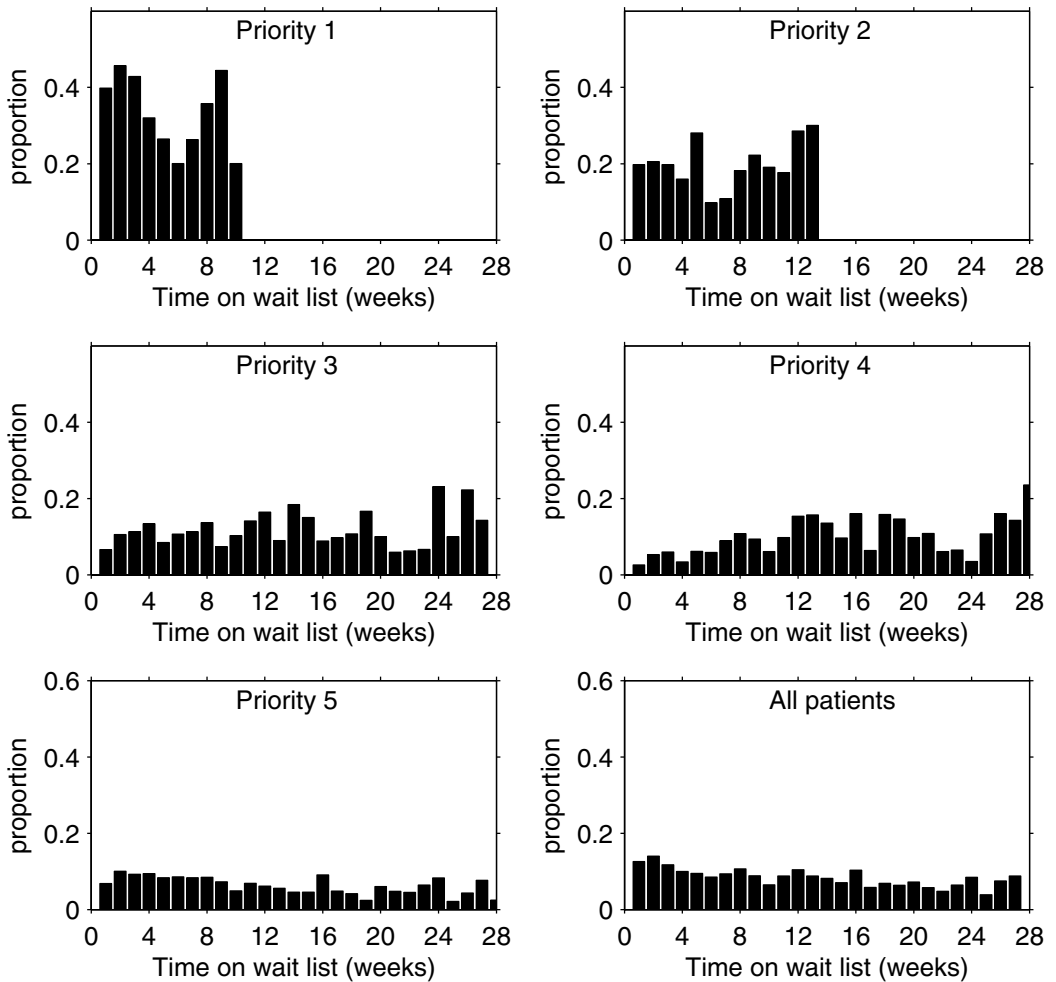 Priority 1
proportion
0.4
0.2
0
0 4 8 12 16 20 24 28
Time on wait list (weeks)
Priority 2
proportion
0.4
0.2
0
0 4 8 12 16 20 24 28
Time on wait list (weeks)
Priority 3
proportion
0.4
0.2
0
0 4 8 12 16 20 24 28
Time on wait list (weeks)
Priority 4
proportion
0.4
0.2
0
0 4 8 12 16 20 24 28
Time on wait list (weeks)
Priority 5
proportion
0.6
0.4
0.2
0
0 4 8 12 16 20 24 28
Time on wait list (weeks)
All patients
proportion
0.6
0.4
0.2
0
0 4 8 12 16 20 24 28
Time on wait list (weeks)